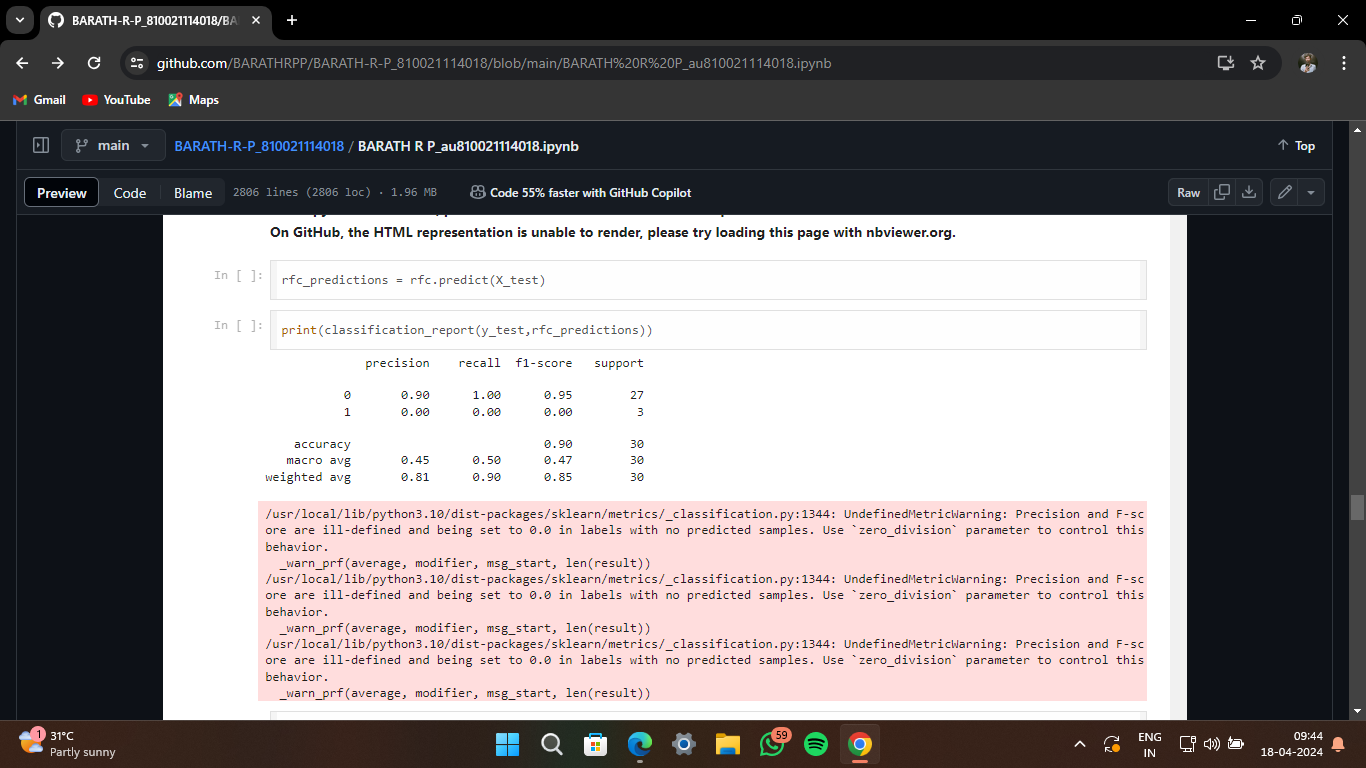 BARATH-R-P_810021114018/BA
github.com/BARATHRPP/BARATH-R-P_810021114018/blob/main/BARATH%20R%20P_au810021114018.ipynb
Gmail YouTube Maps
main BARATH-R-P_810021114018 / BARATH R P_au810021114018.ipynb Top
Preview Code Blame 2806 lines (2806 loc) · 1.96 MB Code 55% faster with GitHub Copilot Raw
On GitHub, the HTML representation is unable to render, please try loading this page with nbviewer.org.
In [ ]: rfc_predictions = rfc.predict(X_test)
In [ ]: print(classification_report(y_test,rfc_predictions))
precision recall f1-score support
0 0.90 1.00 0.95 27
1 0.00 0.00 0.00 3
accuracy 0.90 30
macro avg 0.45 0.50 0.47 30
weighted avg 0.81 0.90 0.85 30
/usr/local/lib/python3.10/dist-packages/sklearn/metrics/_classification.py:1344: UndefinedMetricWarning: Precision and F-sc
ore are ill-defined and being set to 0.0 in labels with no predicted samples. Use `zero_division` parameter to control this
behavior.
_warn_prf(average, modifier, msg_start, len(result))
/usr/local/lib/python3.10/dist-packages/sklearn/metrics/_classification.py:1344: UndefinedMetricWarning: Precision and F-sc
ore are ill-defined and being set to 0.0 in labels with no predicted samples. Use `zero_division` parameter to control this
behavior.
_warn_prf(average, modifier, msg_start, len(result))
/usr/local/lib/python3.10/dist-packages/sklearn/metrics/_classification.py:1344: UndefinedMetricWarning: Precision and F-sc
ore are ill-defined and being set to 0.0 in labels with no predicted samples. Use `zero_division` parameter to control this
behavior.
_warn_prf(average, modifier, msg_start, len(result))
1 31°C
Partly sunny
59
ENG
IN
09:44
18-04-2024